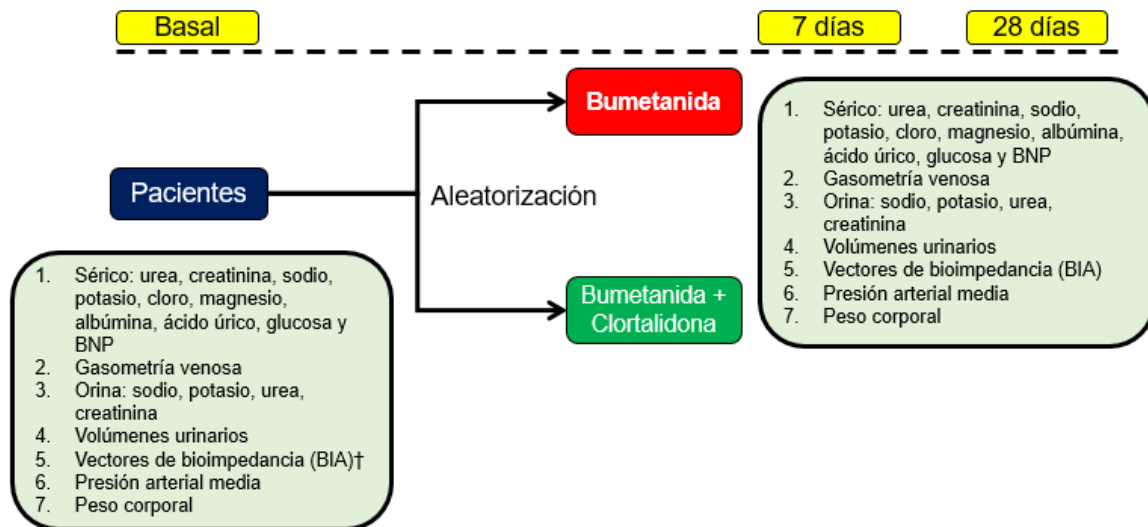 Basal
7 días
28 días
Bumetanida
Pacientes
Aleatorización
Bumetanida +
Clortalidona
1. Sérico: urea, creatinina, sodio,
potasio, cloro, magnesio,
albúmina, ácido úrico, glucosa y
BNP
2. Gasometría venosa
3. Orina: sodio, potasio, urea,
creatinina
4. Volúmenes urinarios
5. Vectores de bioimpedancia (BIA)†
6. Presión arterial media
7. Peso corporal
1. Sérico: urea, creatinina, sodio,
potasio, cloro, magnesio, albúmina,
ácido úrico, glucosa y BNP
2. Gasometría venosa
3. Orina: sodio, potasio, urea,
creatinina
4. Volúmenes urinarios
5. Vectores de bioimpedancia (BIA)
6. Presión arterial media
7. Peso corporal